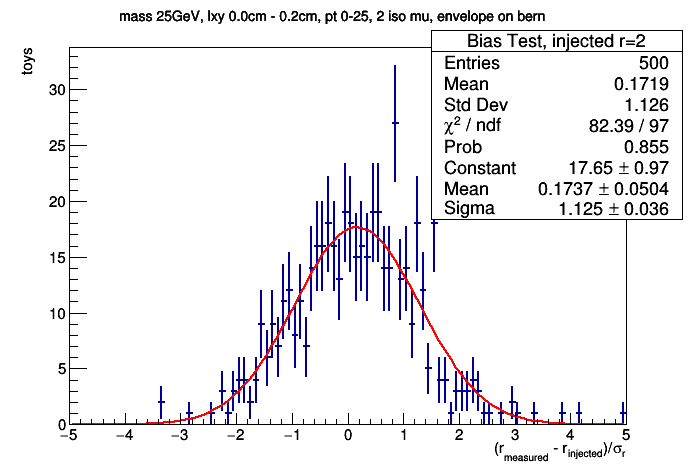 mass 25GeV, lxy 0.0cm - 0.2cm, pt 0-25, 2 iso mu, envelope on bern
Bias Test, injected r=2
Entries 500
Mean 0.1719
Std Dev 1.126
χ² / ndf 82.39 / 97
Prob 0.855
Constant 17.65 ± 0.97
Mean 0.1737 ± 0.0504
Sigma 1.125 ± 0.036
toys
30
25
20
15
10
5
0
−5 −4 −3 −2 −1 0 1 2 3 4 5
(r_measured - r_injected)/σ_r